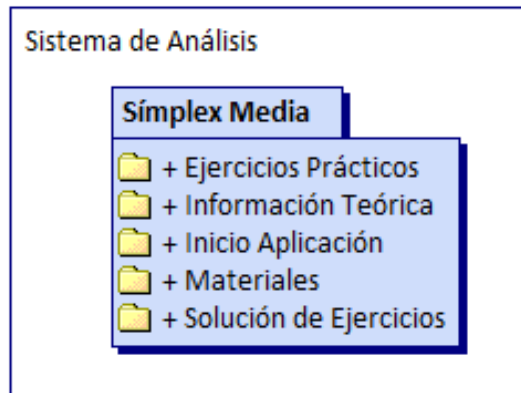 Sistema de Análisis
Símplex Media
+ Ejercicios Prácticos
+ Información Teórica
+ Inicio Aplicación
+ Materiales
+ Solución de Ejercicios